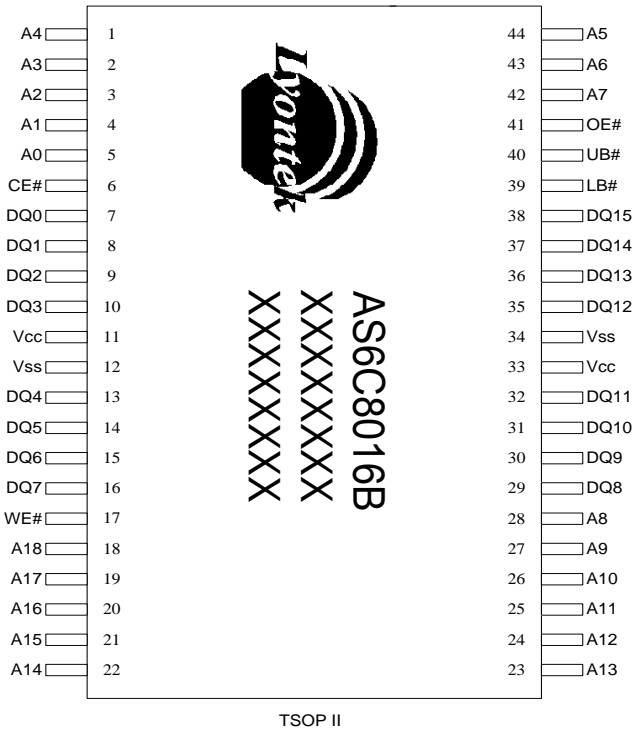 A4 1 44 A5
A3 2 43 A6
A2 3 42 A7
A1 4 41 OE#
A0 5 40 UB#
CE# 6 39 LB#
DQ0 7 38 DQ15
DQ1 8 37 DQ14
DQ2 9 36 DQ13
DQ3 10 35 DQ12
Vcc 11 34 Vss
Vss 12 33 Vcc
DQ4 13 32 DQ11
DQ5 14 31 DQ10
DQ6 15 30 DQ9
DQ7 16 29 DQ8
WE# 17 28 A8
A18 18 27 A9
A17 19 26 A10
A16 20 25 A11
A15 21 24 A12
A14 22 23 A13
Lyontek
AS6C8016B
XXXXXXXX
XXXXXXXX
TSOP II